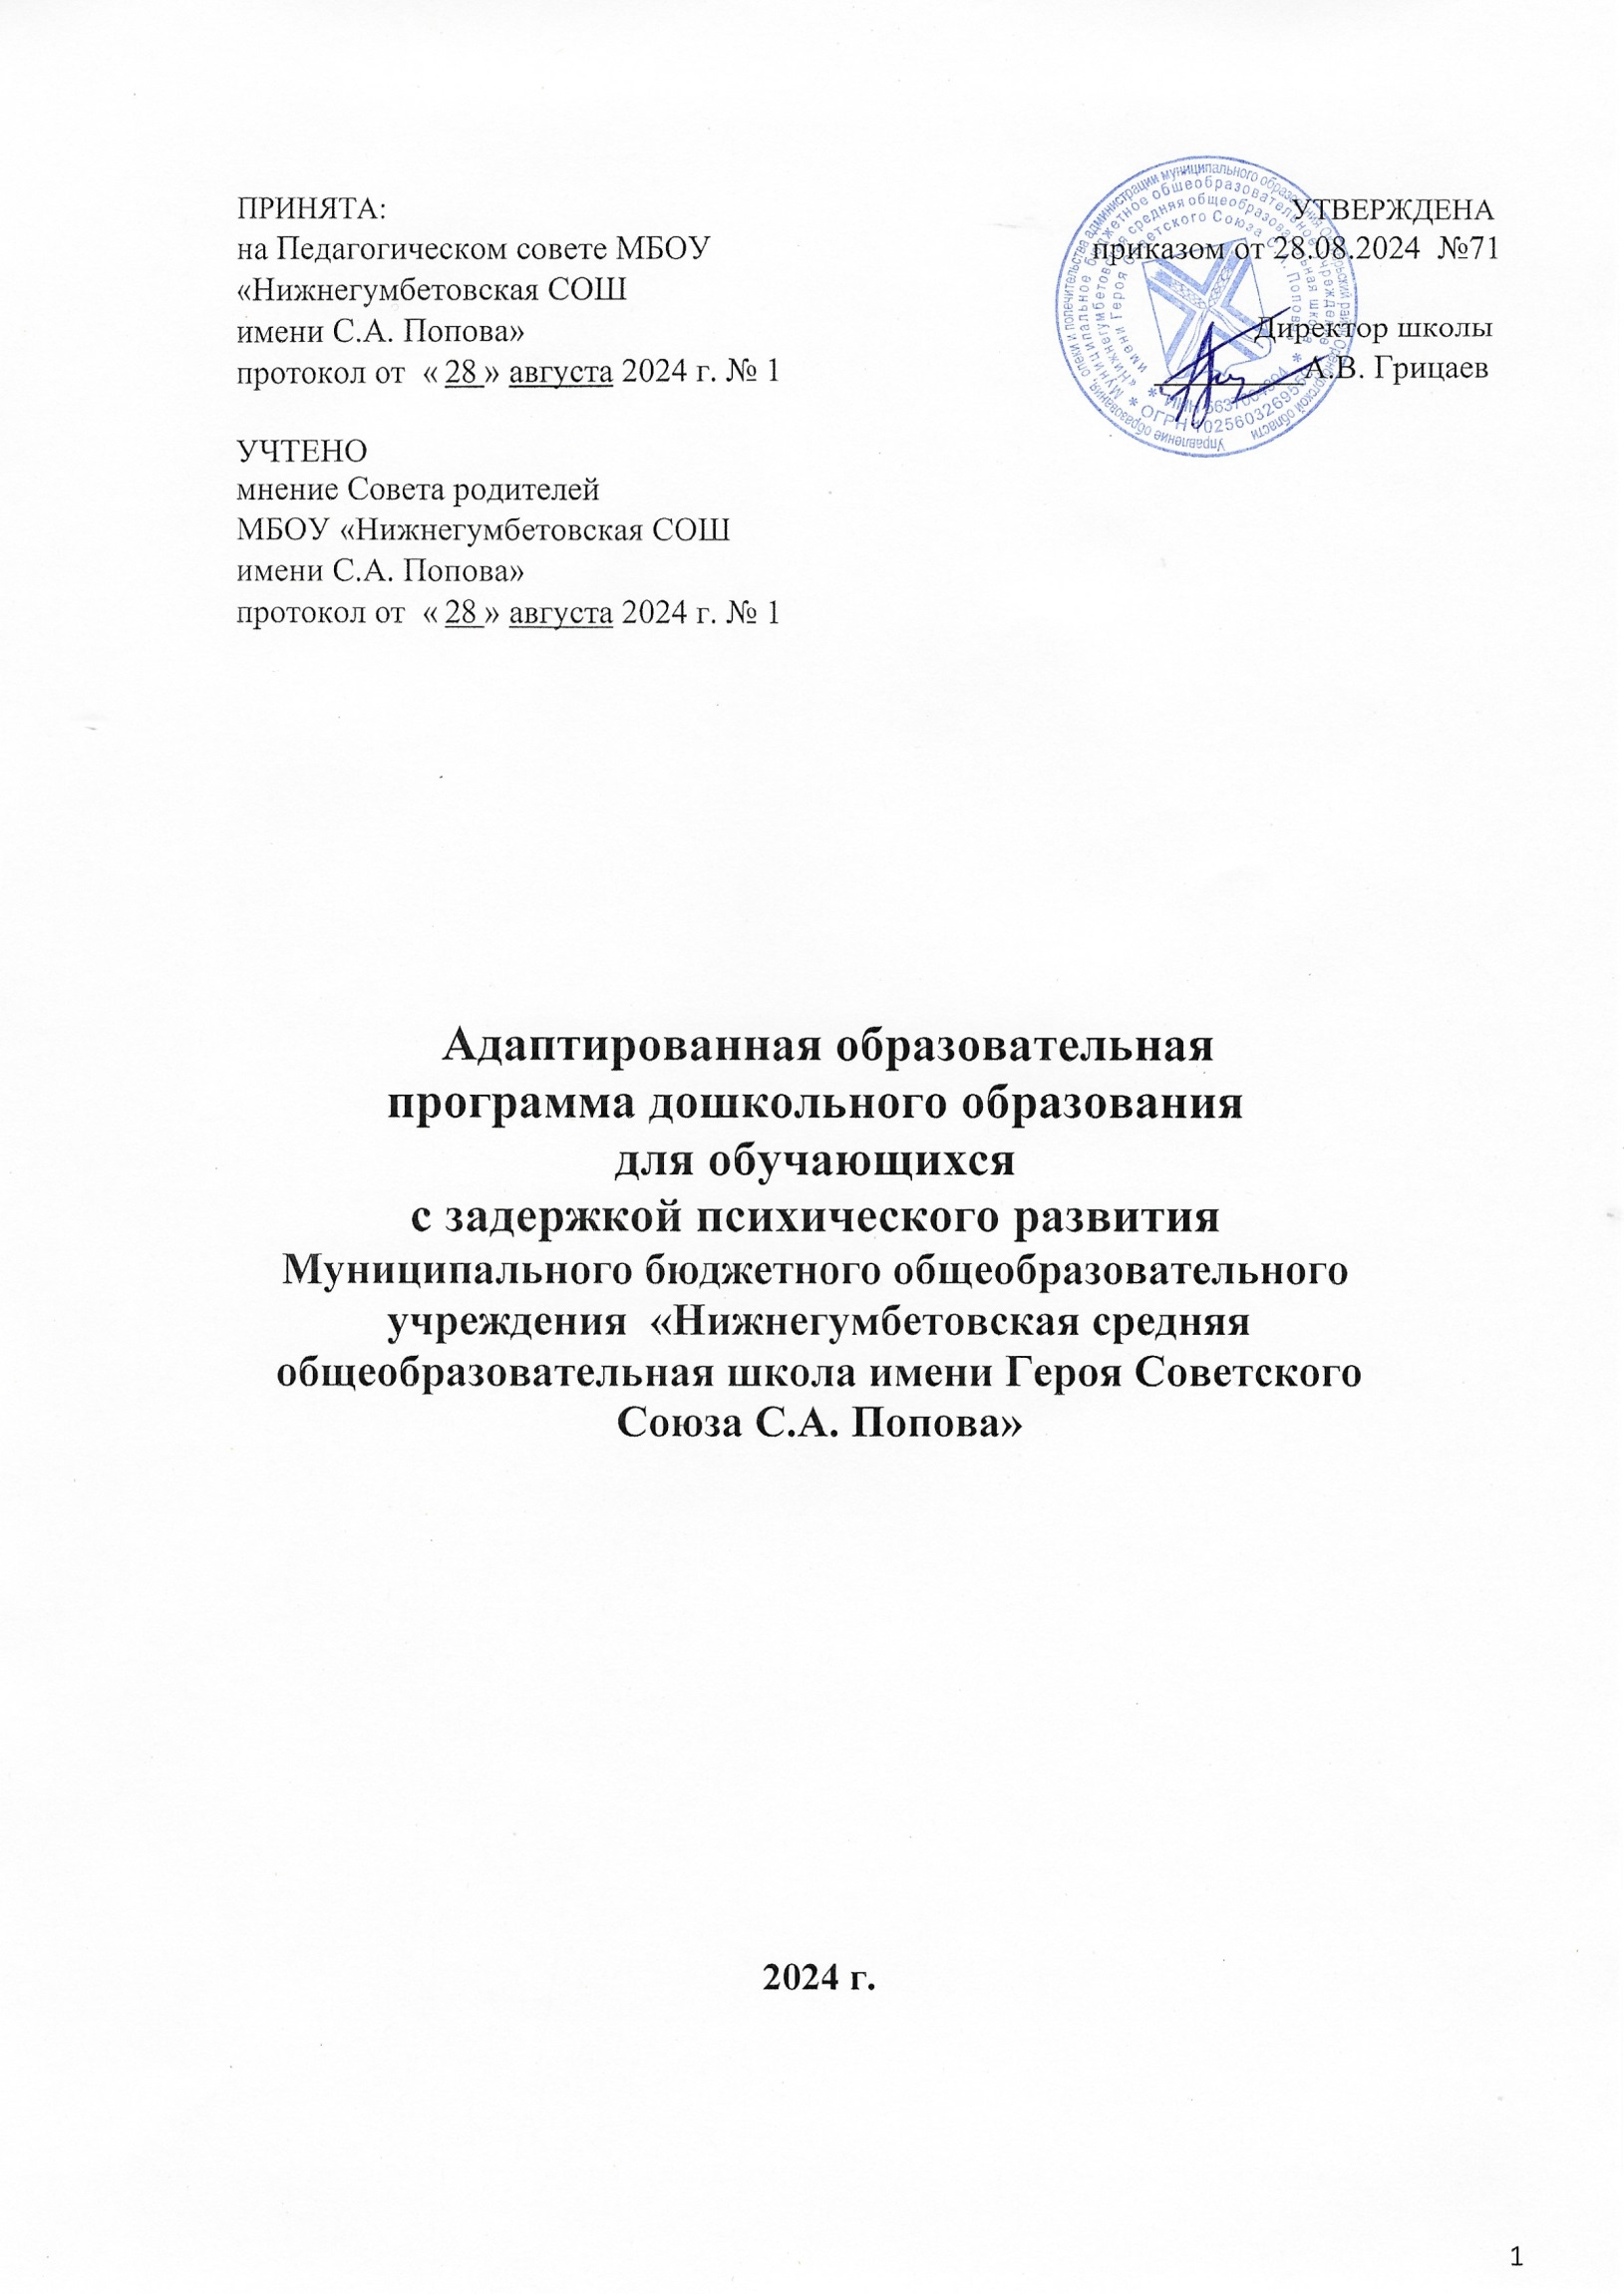 ПРИНЯТА:
на Педагогическом совете МБОУ
«Нижнегумбетовская СОШ
имени С.А. Попова»
протокол от « 28 » августа 2024 г. № 1
УЧТЕНО
мнение Совета родителей
МБОУ «Нижнегумбетовская СОШ
имени С.А. Попова»
протокол от « 28 » августа 2024 г. № 1
УТВЕРЖДЕНА
приказом от 28.08.2024 №71
Директор школы
А.В. Грицаев
Адаптированная образовательная
программа дошкольного образования
для обучающихся
с задержкой психического развития
Муниципального бюджетного общеобразовательного
учреждения «Нижнегумбетовская средняя
общеобразовательная школа имени Героя Советского
Союза С.А. Попова»
2024 г.
1